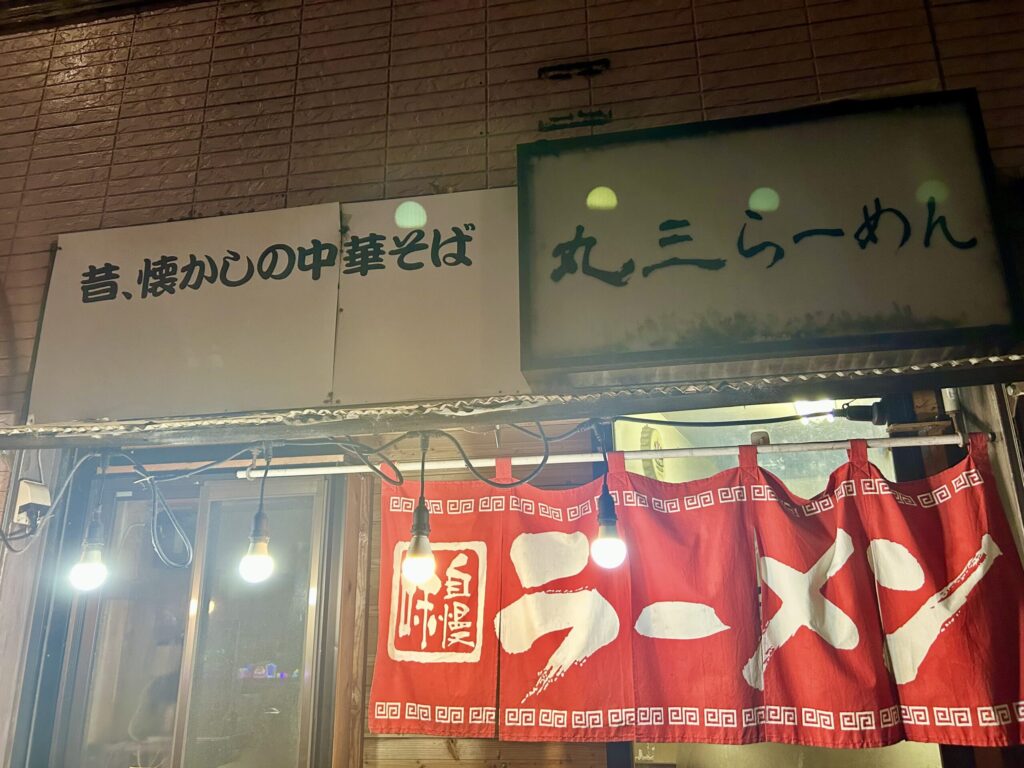 昔、懐かしの中華そば
丸三らーめん
自慢
味
ラーメン